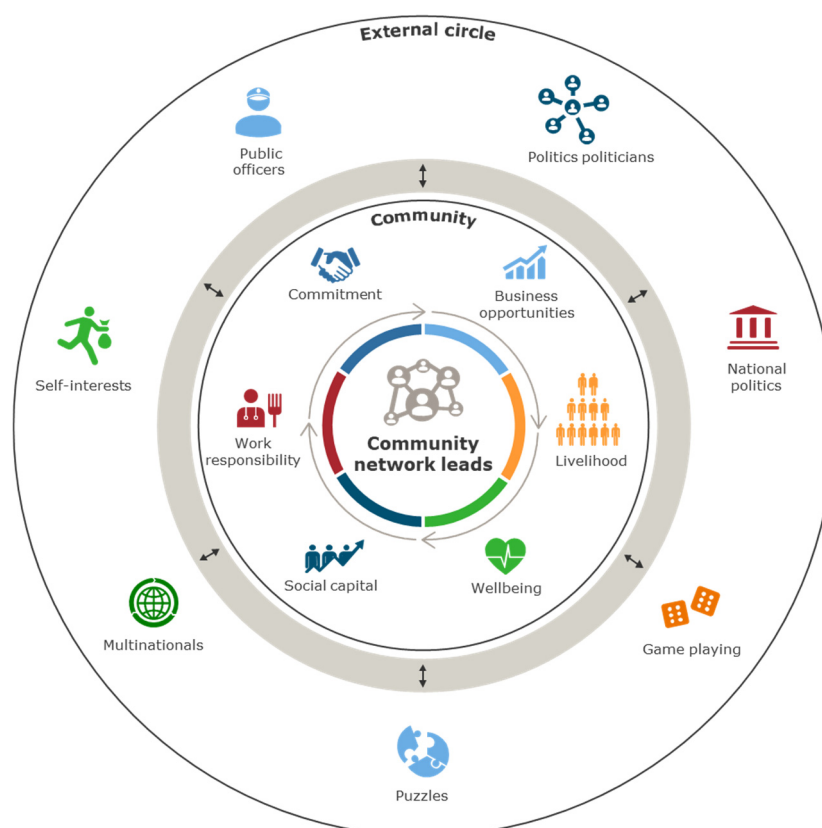 External circle
Public
officers
Politics politicians
Community
Commitment
Business
opportunities
Self-interests
National
politics
Work
responsibility
Community
network leads
Livelihood
Social capital
Wellbeing
Multinationals
Game playing
Puzzles